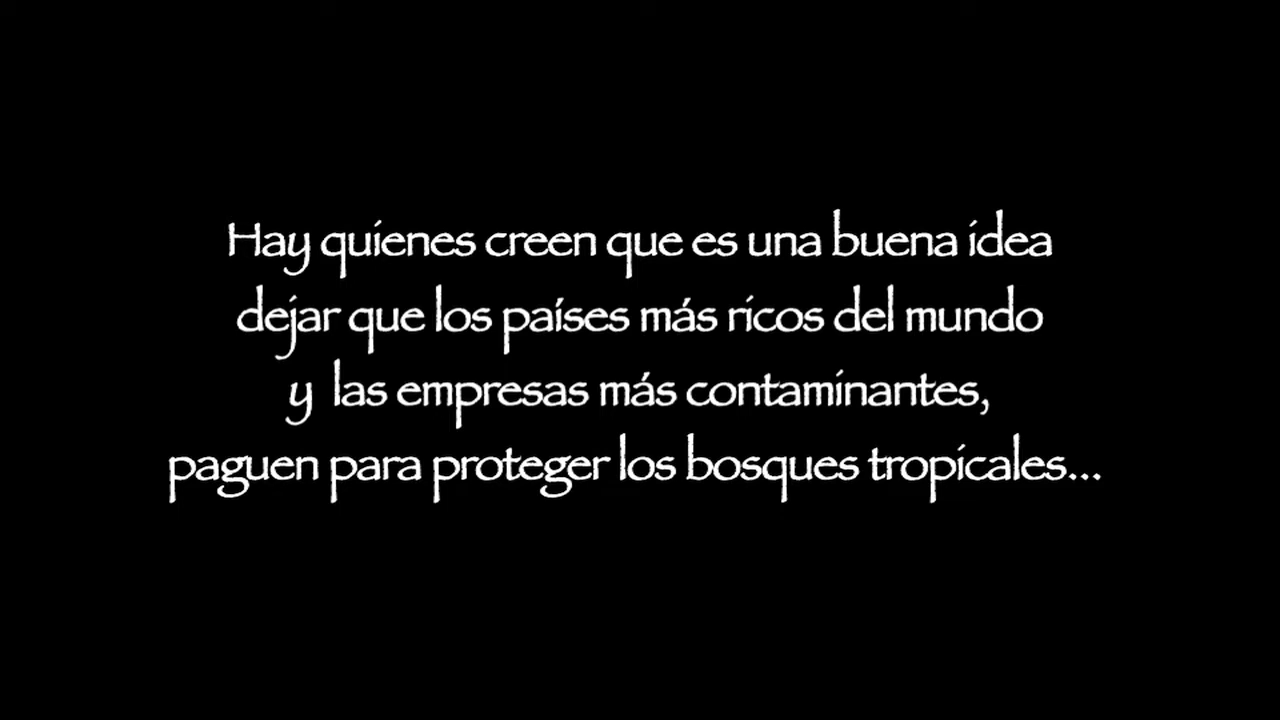 Hay quienes creen que es una buena idea
dejar que los países más ricos del mundo
y las empresas más contaminantes,
paguen para proteger los bosques tropicales...